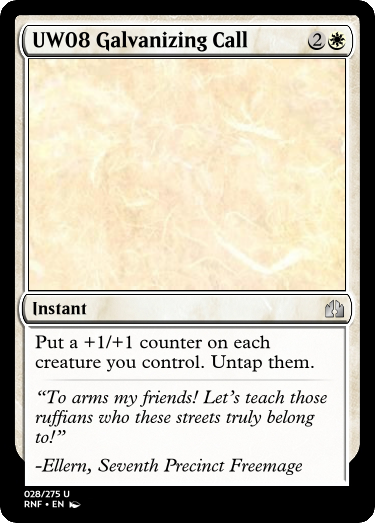 UW08 Galvanizing Call 2
Instant
Put a +1/+1 counter on each
creature you control. Untap them.
“To arms my friends! Let’s teach those
ruffians who these streets truly belong
to!”
-Ellern, Seventh Precinct Freemage
028/275 U
RNF • EN